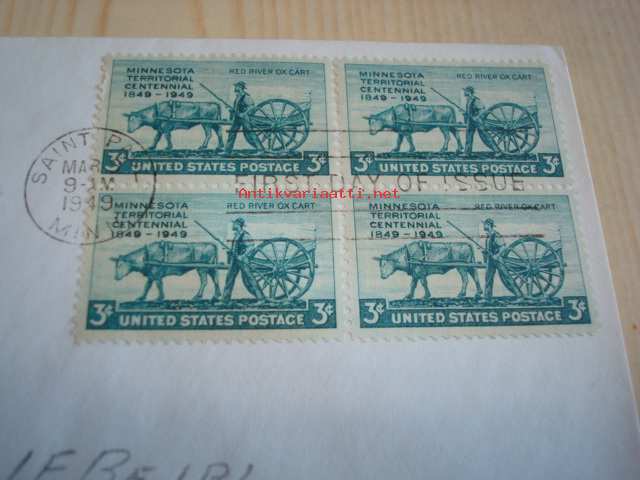 MINNESOTA TERRITORIAL CENTENNIAL 1849-1949
RED RIVER OX CART
3¢ UNITED STATES POSTAGE 3¢
MINNESOTA TERRITORIAL CENTENNIAL 1849-1949
RED RIVER OX CART
3¢ UNITED STATES POSTAGE 3¢
SAINT PA
MAR
9-AM
1949
MINN
FIRST DAY OF ISSUE
Antikvariaatti.net
MINNESOTA TERRITORIAL CENTENNIAL 1849-1949
RED RIVER OX CART
3¢ UNITED STATES POSTAGE 3¢
MINNESOTA TERRITORIAL CENTENNIAL 1849-1949
RED RIVER OX CART
3¢ UNITED STATES POSTAGE 3¢